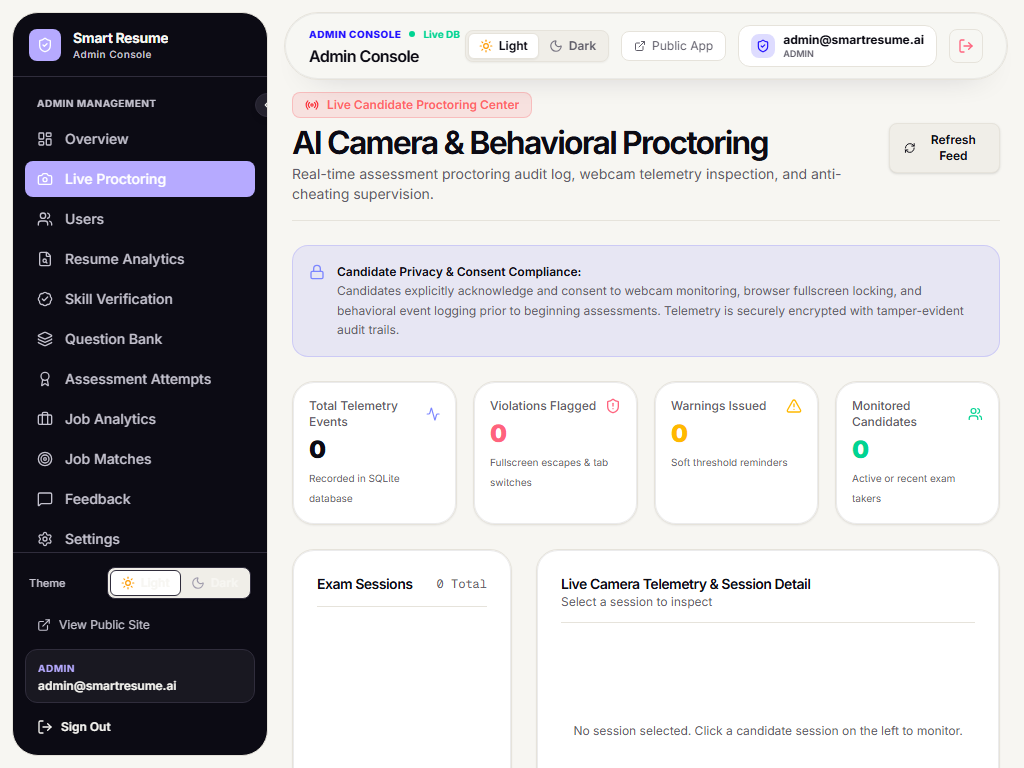 Smart Resume
Admin Console
ADMIN MANAGEMENT
Overview
Live Proctoring
Users
Resume Analytics
Skill Verification
Question Bank
Assessment Attempts
Job Analytics
Job Matches
Feedback
Settings
Theme
Light
Dark
View Public Site
ADMIN
admin@smartresume.ai
Sign Out
ADMIN CONSOLE
Live DB
Admin Console
Light
Dark
Public App
admin@smartresume.ai
ADMIN
Live Candidate Proctoring Center
AI Camera & Behavioral Proctoring
Real-time assessment proctoring audit log, webcam telemetry inspection, and anti-
cheating supervision.
Refresh
Feed
Candidate Privacy & Consent Compliance:
Candidates explicitly acknowledge and consent to webcam monitoring, browser fullscreen locking, and
behavioral event logging prior to beginning assessments. Telemetry is securely encrypted with tamper-evident
audit trails.
Total Telemetry
Events
0
Recorded in SQLite
database
Violations Flagged
0
Fullscreen escapes & tab
switches
Warnings Issued
0
Soft threshold reminders
Monitored
Candidates
0
Active or recent exam
takers
Exam Sessions
0 Total
Live Camera Telemetry & Session Detail
Select a session to inspect
No session selected. Click a candidate session on the left to monitor.